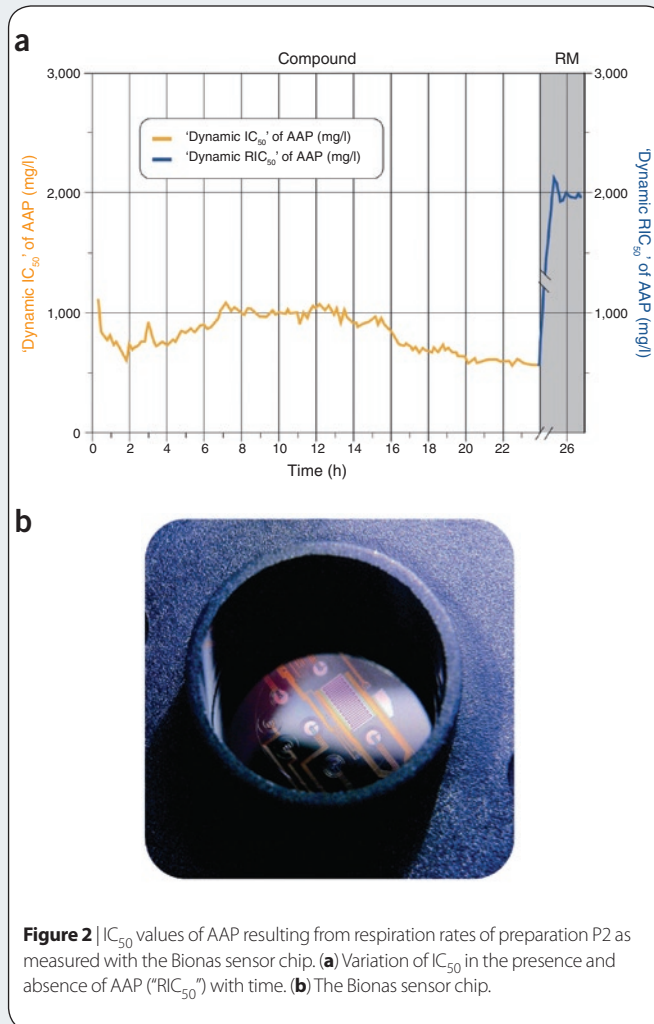 a
Compound RM
3,000 3,000
'Dynamic IC50' of AAP (mg/l)
'Dynamic RIC50' of AAP (mg/l)
2,000 2,000
1,000 1,000
0
'Dynamic IC50' of AAP (mg/l)
'Dynamic RIC50' of AAP (mg/l)
0 2 4 6 8 10 12 14 16 18 20 22 26
Time (h)
b
Figure 2 | IC50 values of AAP resulting from respiration rates of preparation P2 as
measured with the Bionas sensor chip. (a) Variation of IC50 in the presence and
absence of AAP ("RIC50") with time. (b) The Bionas sensor chip.